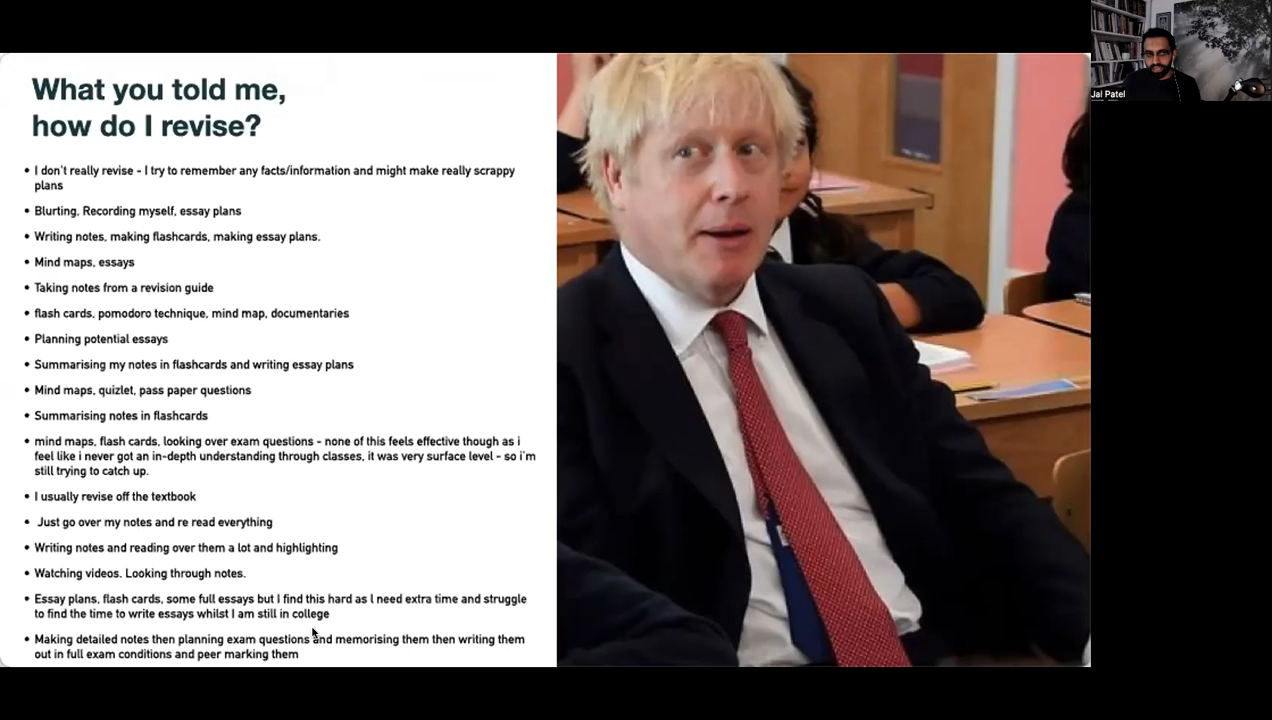 What you told me,
how do I revise?
• I don't really revise - I try to remember any facts/information and might make really scrappy
plans
• Blurting, Recording myself, essay plans
• Writing notes, making flashcards, making essay plans.
• Mind maps, essays
• Taking notes from a revision guide
• flash cards, pomodoro technique, mind map, documentaries
• Planning potential essays
• Summarising my notes in flashcards and writing essay plans
• Mind maps, quizlet, pass paper questions
• Summarising notes in flashcards
• mind maps, flash cards, looking over exam questions - none of this feels effective though as i
feel like i never got an in-depth understanding through classes, it was very surface level - so i'm
still trying to catch up.
• I usually revise off the textbook
• Just go over my notes and re read everything
• Writing notes and reading over them a lot and highlighting
• Watching videos. Looking through notes.
• Essay plans, flash cards, some full essays but I find this hard as I need extra time and struggle
to find the time to write essays whilst I am still in college
• Making detailed notes then planning exam questions and memorising them then writing them
out in full exam conditions and peer marking them
Jal Patel